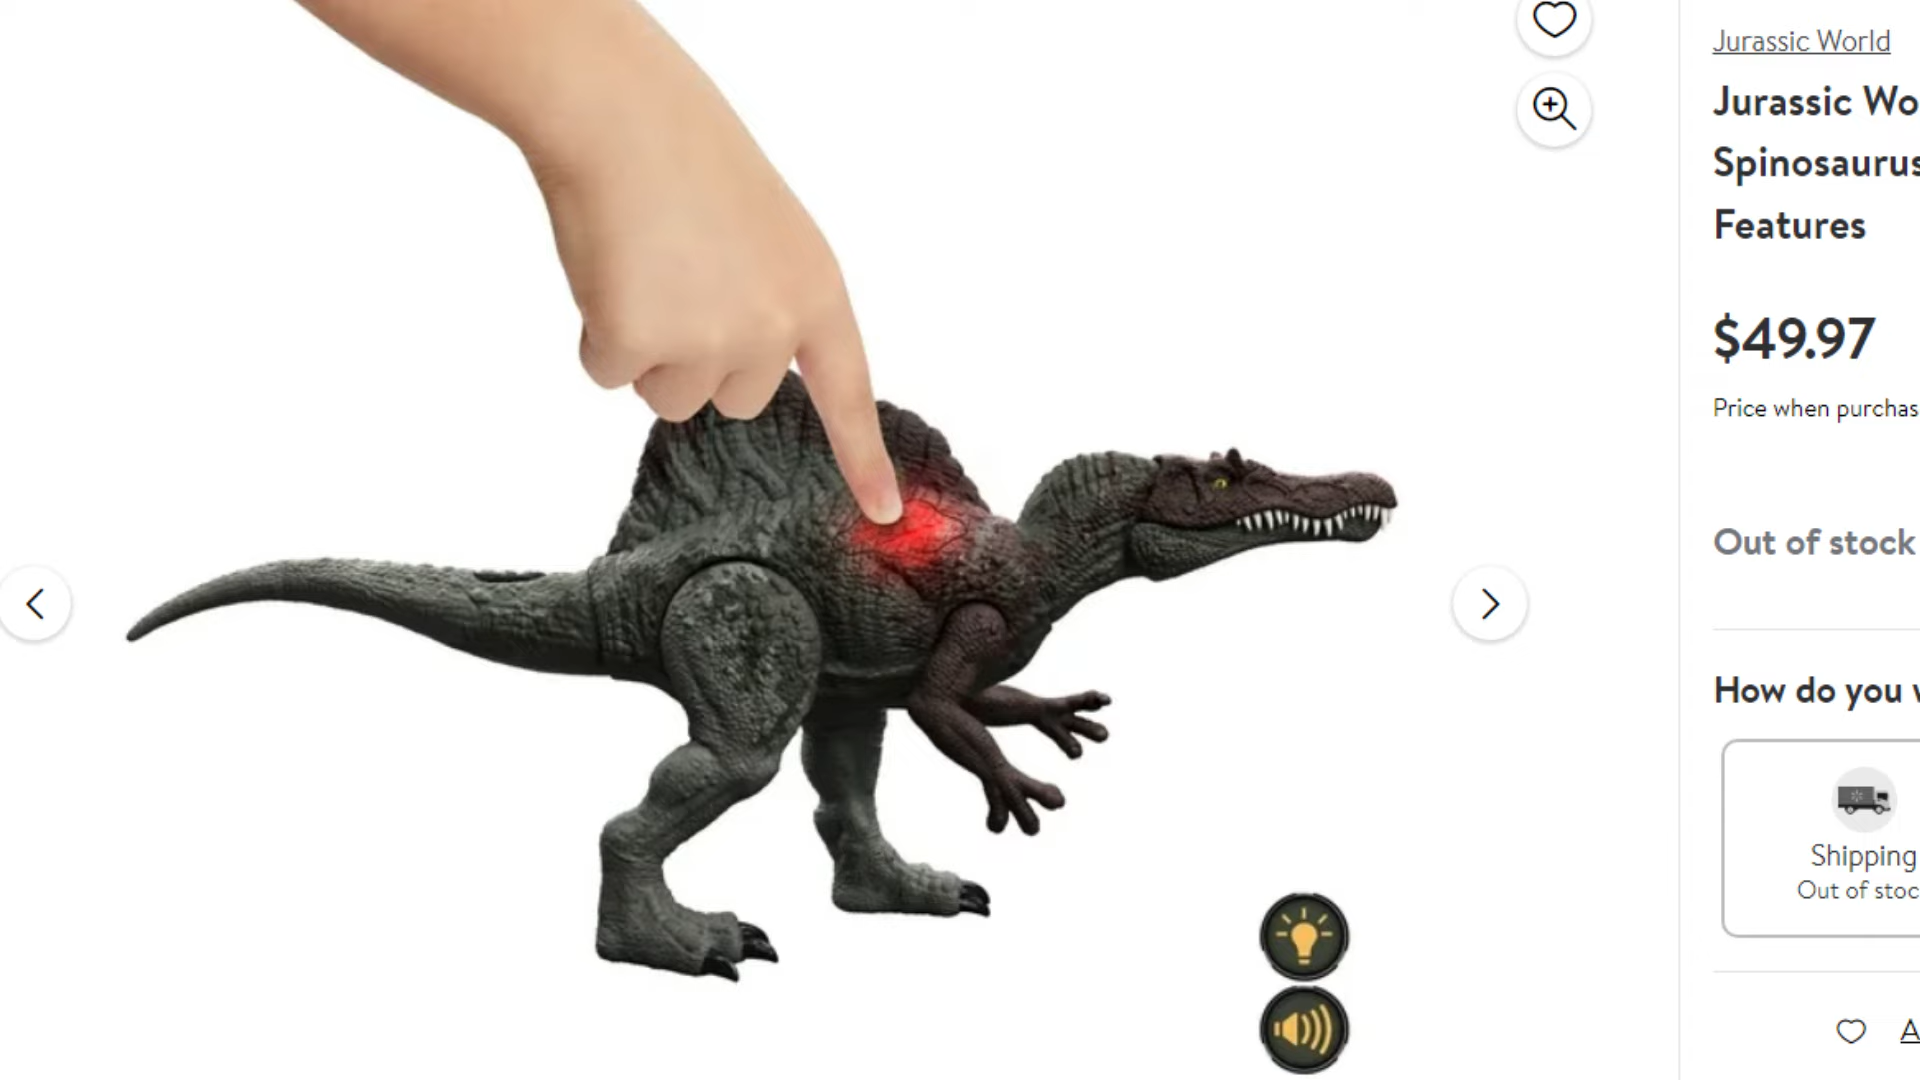 Jurassic World
Jurassic Wo
Spinosaurus
Features
$49.97
Price when purchas
Out of stock
How do you
Shipping
Out of stoc
A